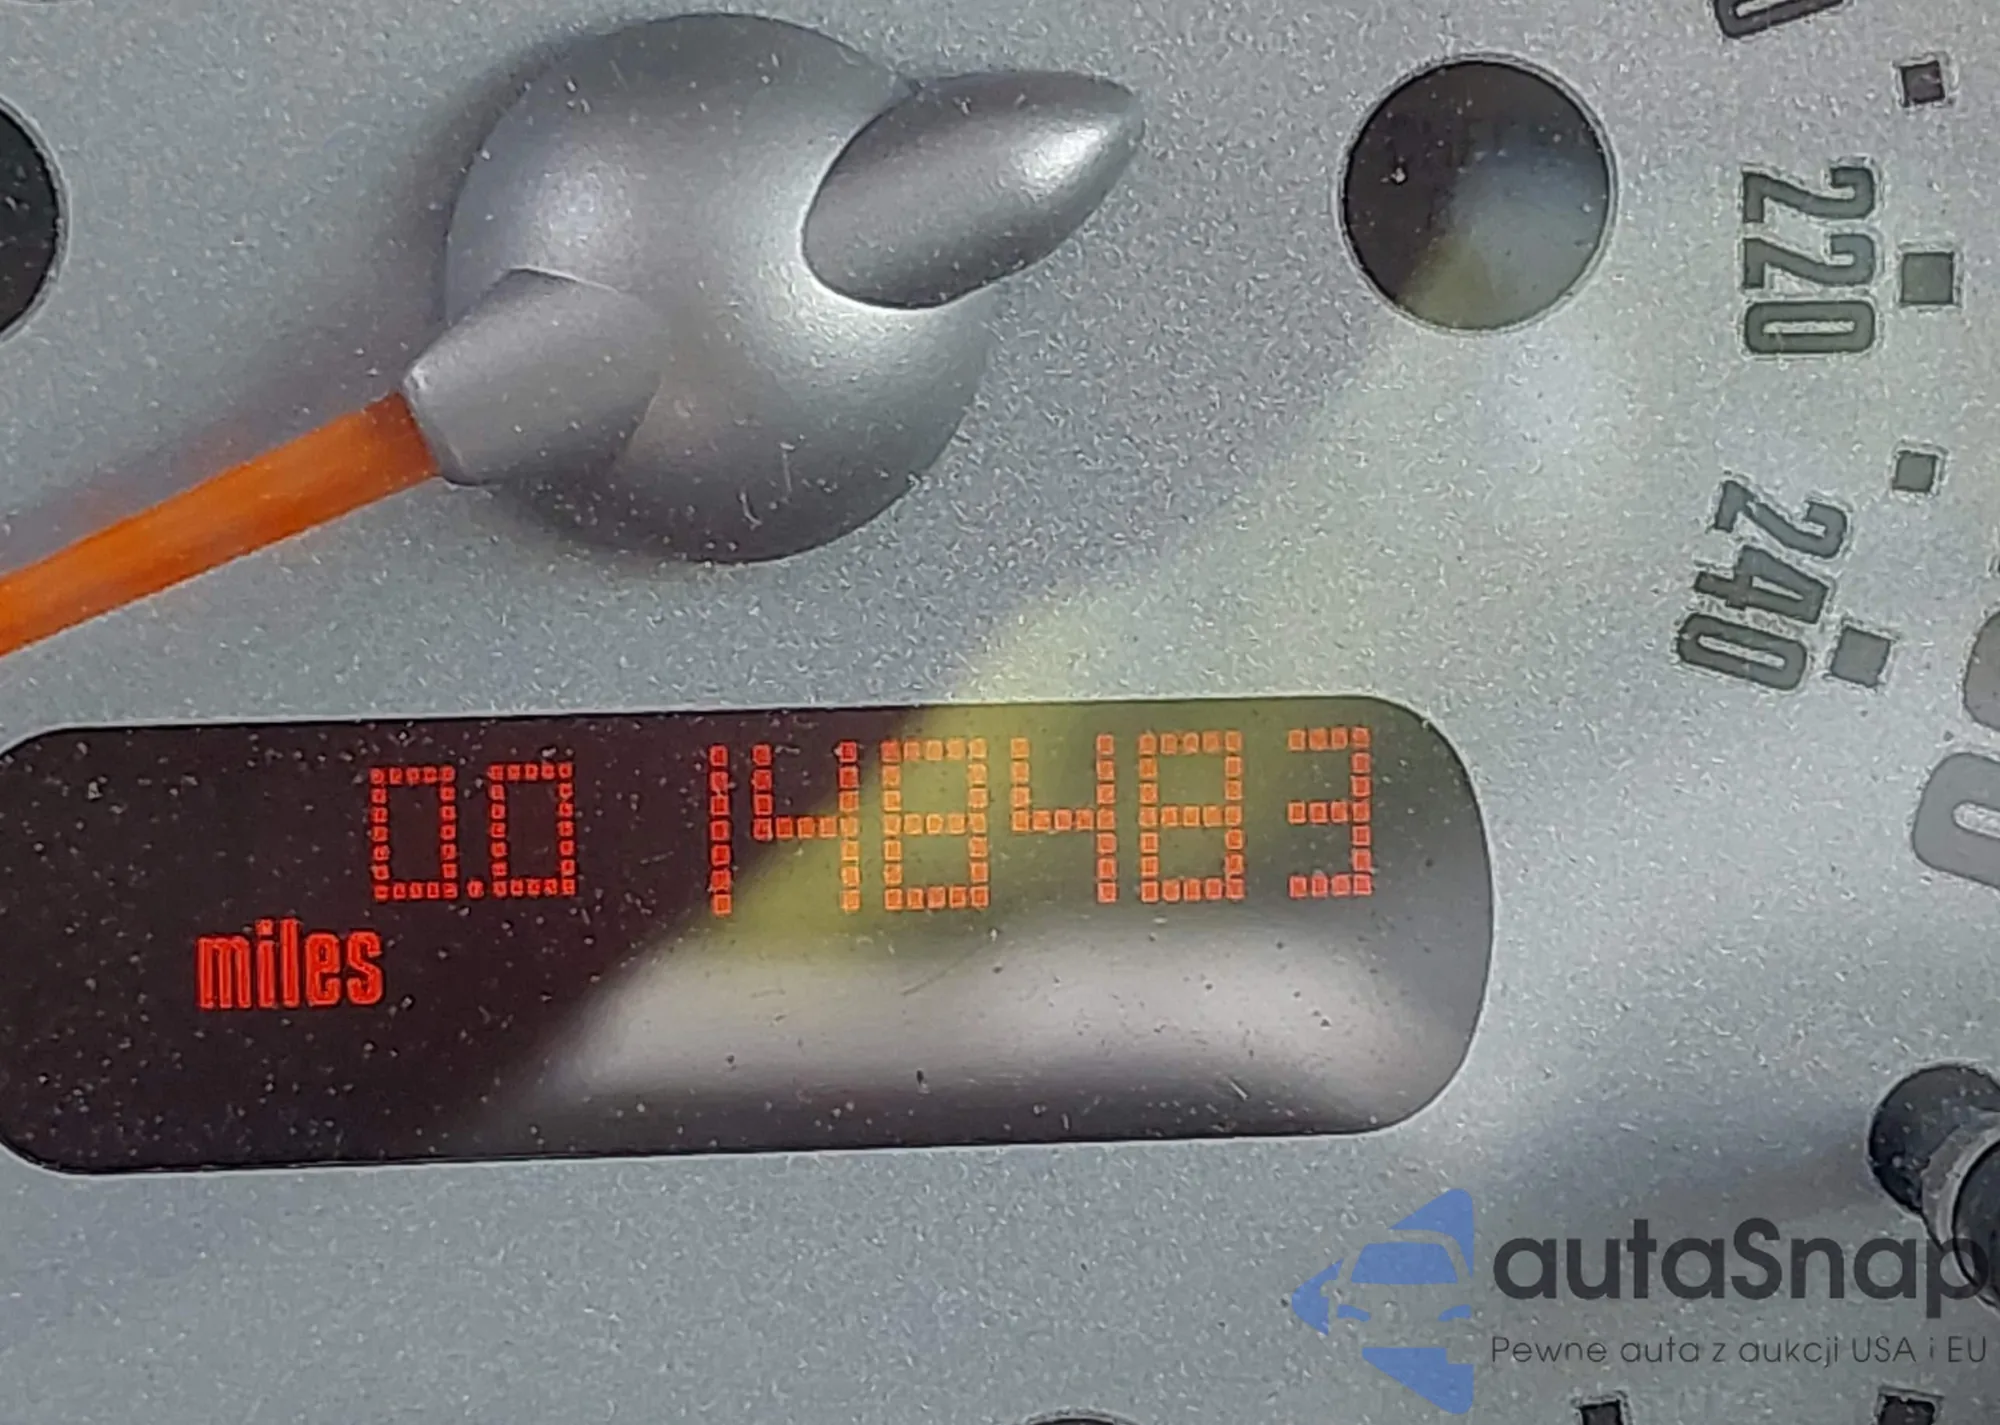 220
240
0.0 148483
miles
autaSnap
Pewne auta z aukcji USA i EU